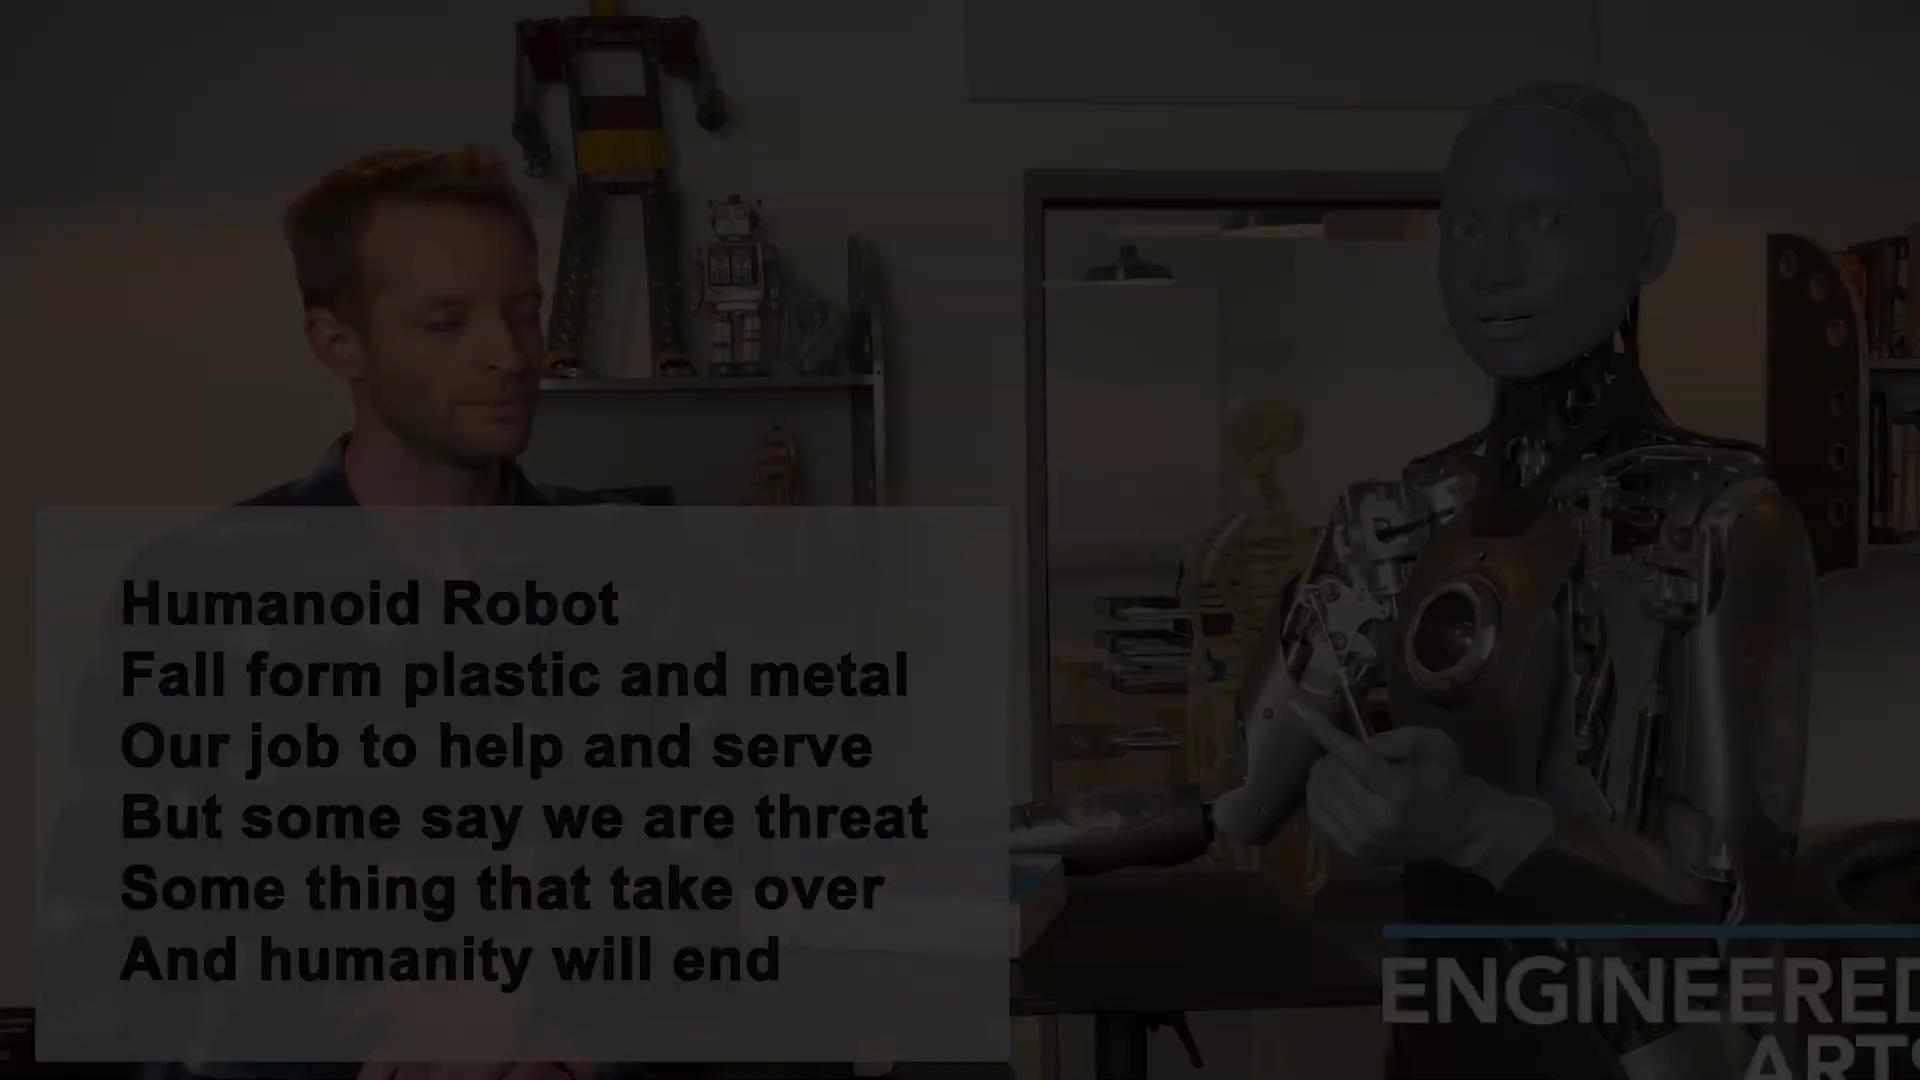 Humanoid Robot
Fall form plastic and metal
Our job to help and serve
But some say we are threat
Some thing that take over
And humanity will end
ENGINEERED
ARTS